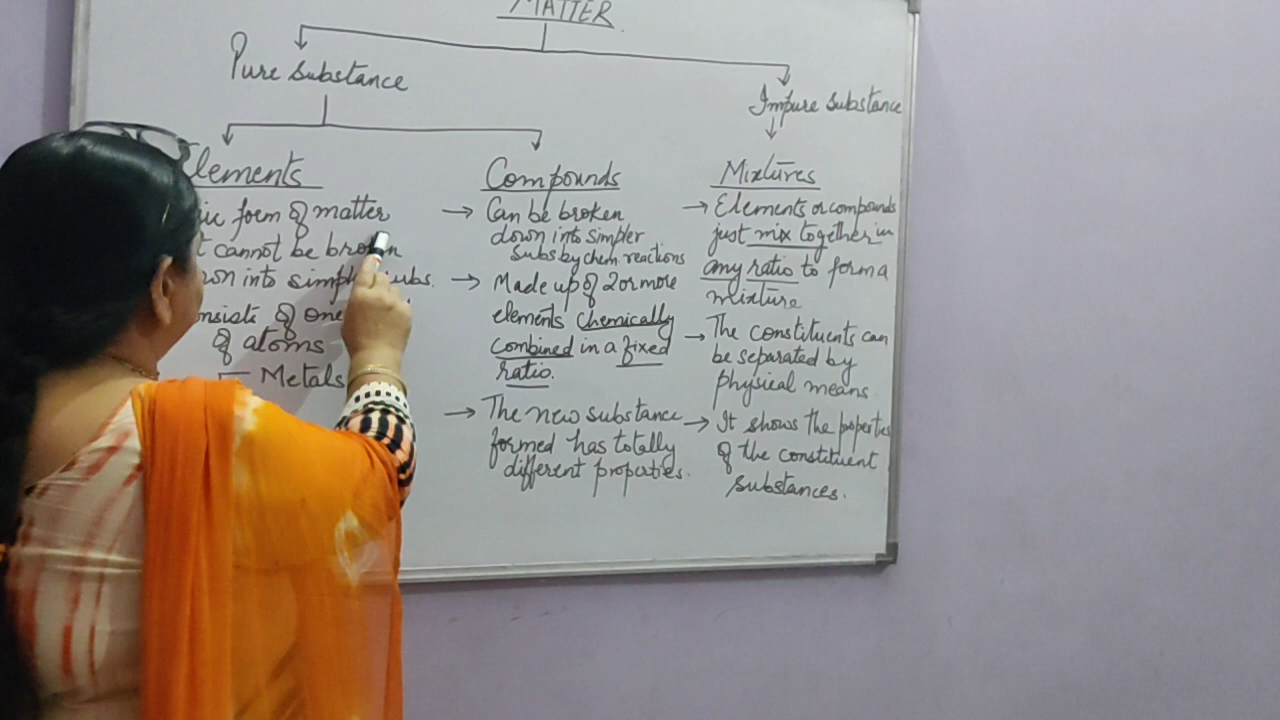 MATTER
Pure substance
Impure substance
Elements
form of matter
cannot be broken
into simpler subs.
of one
of atoms
Metals
Compounds
→ Can be broken
down into simpler
subs by chem. reactions
→ Made up of 2 or more
elements chemically
combined in a fixed
ratio.
→ The new substance
formed has totally
different properties.
Mixtures
→ Elements or compounds
just mix together in
any ratio to form a
mixture
→ The constituents can
be separated by
physical means
→ It shows the properties
of the constituent
substances.